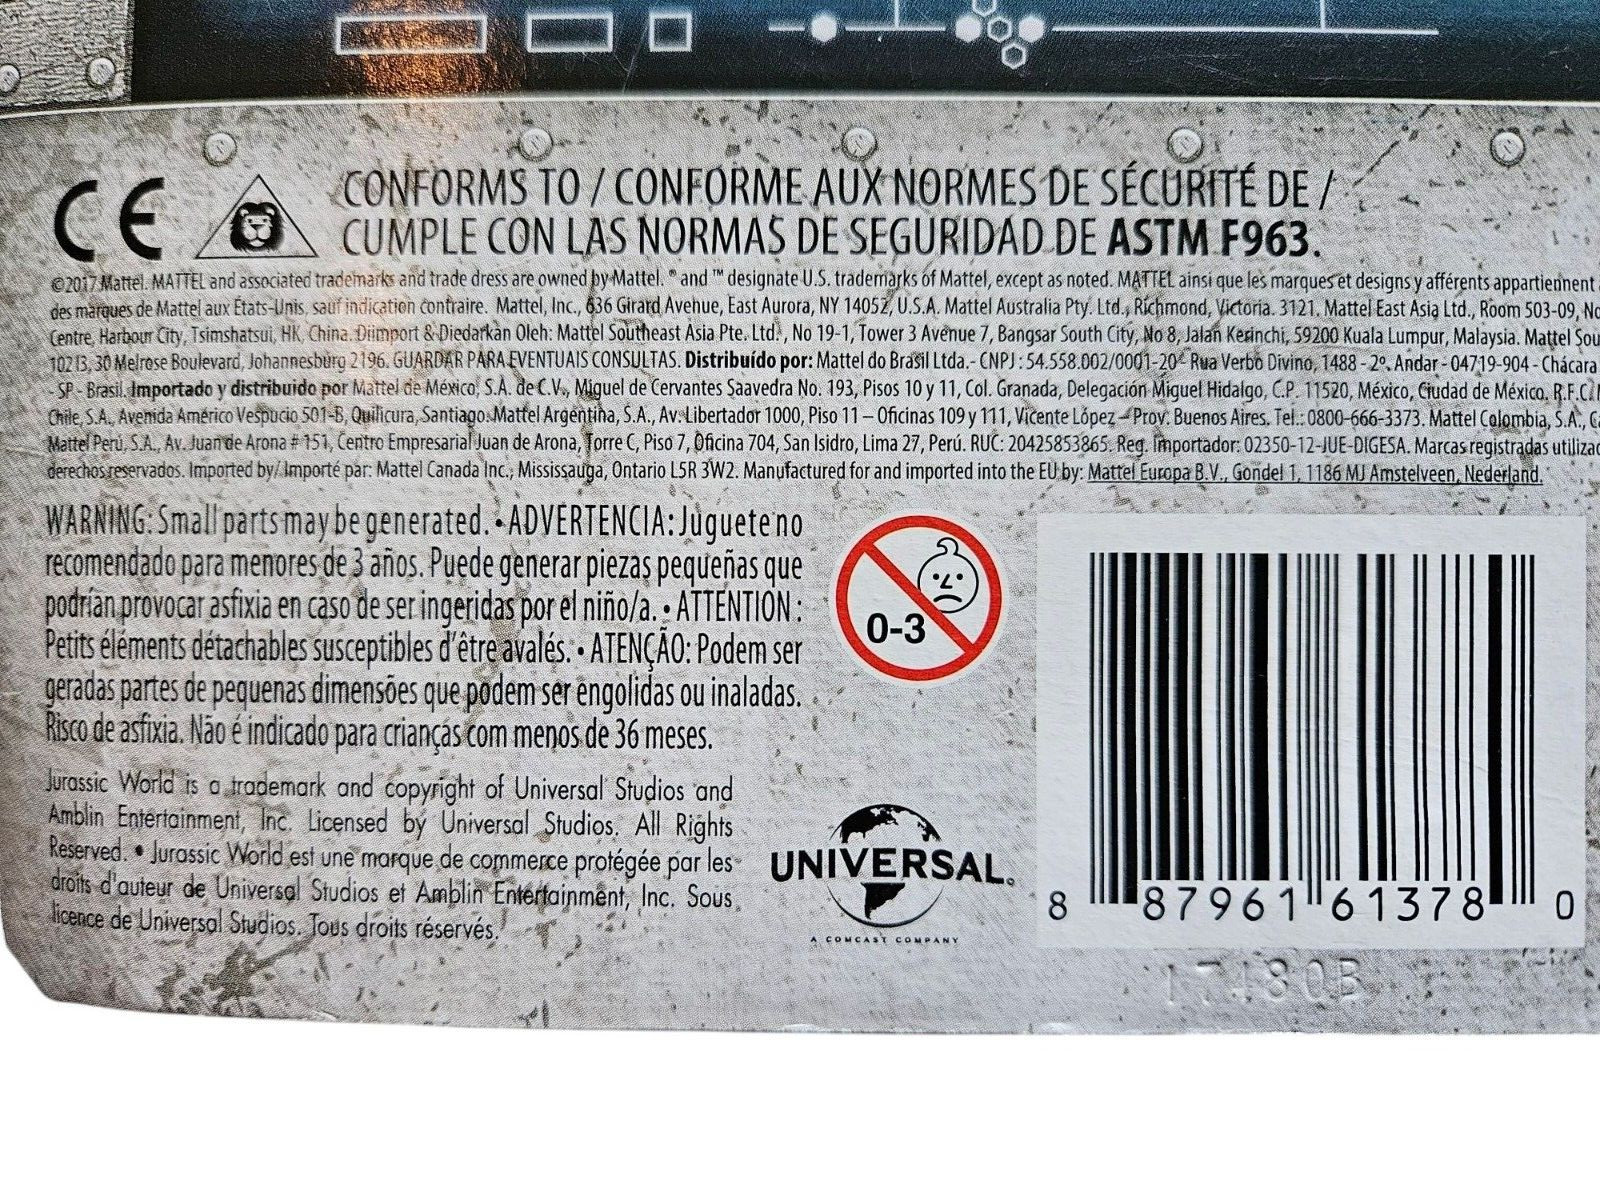 CE
CONFORMS TO / CONFORME AUX NORMES DE SÉCURITÉ DE /
CUMPLE CON LAS NORMAS DE SEGURIDAD DE ASTM F963.
©2017 Mattel. MATTEL and associated trademarks and trade dress are owned by Mattel. ® and ™ designate U.S. trademarks of Mattel, except as noted. MATTEL ainsi que les marques et designs y afférents appartiennent
des marques de Mattel aux États-Unis, sauf indication contraire. Mattel, Inc., 636 Girard Avenue, East Aurora, NY 14052, U.S.A. Mattel Australia Pty. Ltd., Richmond, Victoria. 3121. Mattel East Asia Ltd., Room 503-09, No
Centre, Harbour City, Tsimshatsui, HK, China. Diimport & Diedarkan Oleh: Mattel Southeast Asia Pte. Ltd., No 19-1, Tower 3 Avenue 7, Bangsar South City, No 8, Jalan Kerinchi, 59200 Kuala Lumpur, Malaysia. Mattel Sou
10213, 30 Melrose Boulevard, Johannesburg 2196. GUARDAR PARA EVENTUAIS CONSULTAS. Distribuído por: Mattel do Brasil Ltda.- CNPJ : 54.558.002/0001-20 - Rua Verbo Divino, 1488 - 2º. Andar - 04719-904 - Chácara
- SP - Brasil. Importado y distribuido por Mattel de México, S.A. de C.V., Miguel de Cervantes Saavedra No. 193, Pisos 10 y 11, Col. Granada, Delegación Miguel Hidalgo, C.P. 11520, México, Ciudad de México. R.F.C.
Chile, S.A., Avenida Américo Vespucio 501-B, Quilicura, Santiago. Mattel Argentina, S.A., Av. Libertador 1000, Piso 11 – Oficinas 109 y 111, Vicente López – Prov. Buenos Aires. Tel.: 0800-666-3373. Mattel Colombia, S.A.,
Mattel Perú, S.A., Av. Juan de Arona # 151, Centro Empresarial Juan de Arona, Torre C, Piso 7, Oficina 704, San Isidro, Lima 27, Perú. RUC: 20425853865. Reg. Importador: 02350-12-JUE-DIGESA. Marcas registradas
derechos reservados. Imported by/ Importé par: Mattel Canada Inc., Mississauga, Ontario L5R 3W2. Manufactured for and imported into the EU by: Mattel Europa B.V., Gondel 1, 1186 MJ Amstelveen, Nederland.
WARNING: Small parts may be generated. • ADVERTENCIA: Juguete no
recomendado para menores de 3 años. Puede generar piezas pequeñas que
podrían provocar asfixia en caso de ser ingeridas por el niño/a. • ATTENTION :
Petits éléments détachables susceptibles d'être avalés. • ATENÇÃO: Podem ser
geradas partes de pequenas dimensões que podem ser engolidas ou inaladas.
Risco de asfixia. Não é indicado para crianças com menos de 36 meses.
0-3
Jurassic World is a trademark and copyright of Universal Studios and
Amblin Entertainment, Inc. Licensed by Universal Studios. All Rights
Reserved. • Jurassic World est une marque de commerce protégée par les
droits d'auteur de Universal Studios et Amblin Entertainment, Inc. Sous
licence de Universal Studios. Tous droits réservés.
UNIVERSAL
A COMCAST COMPANY
8 87961 61378 0
17480B